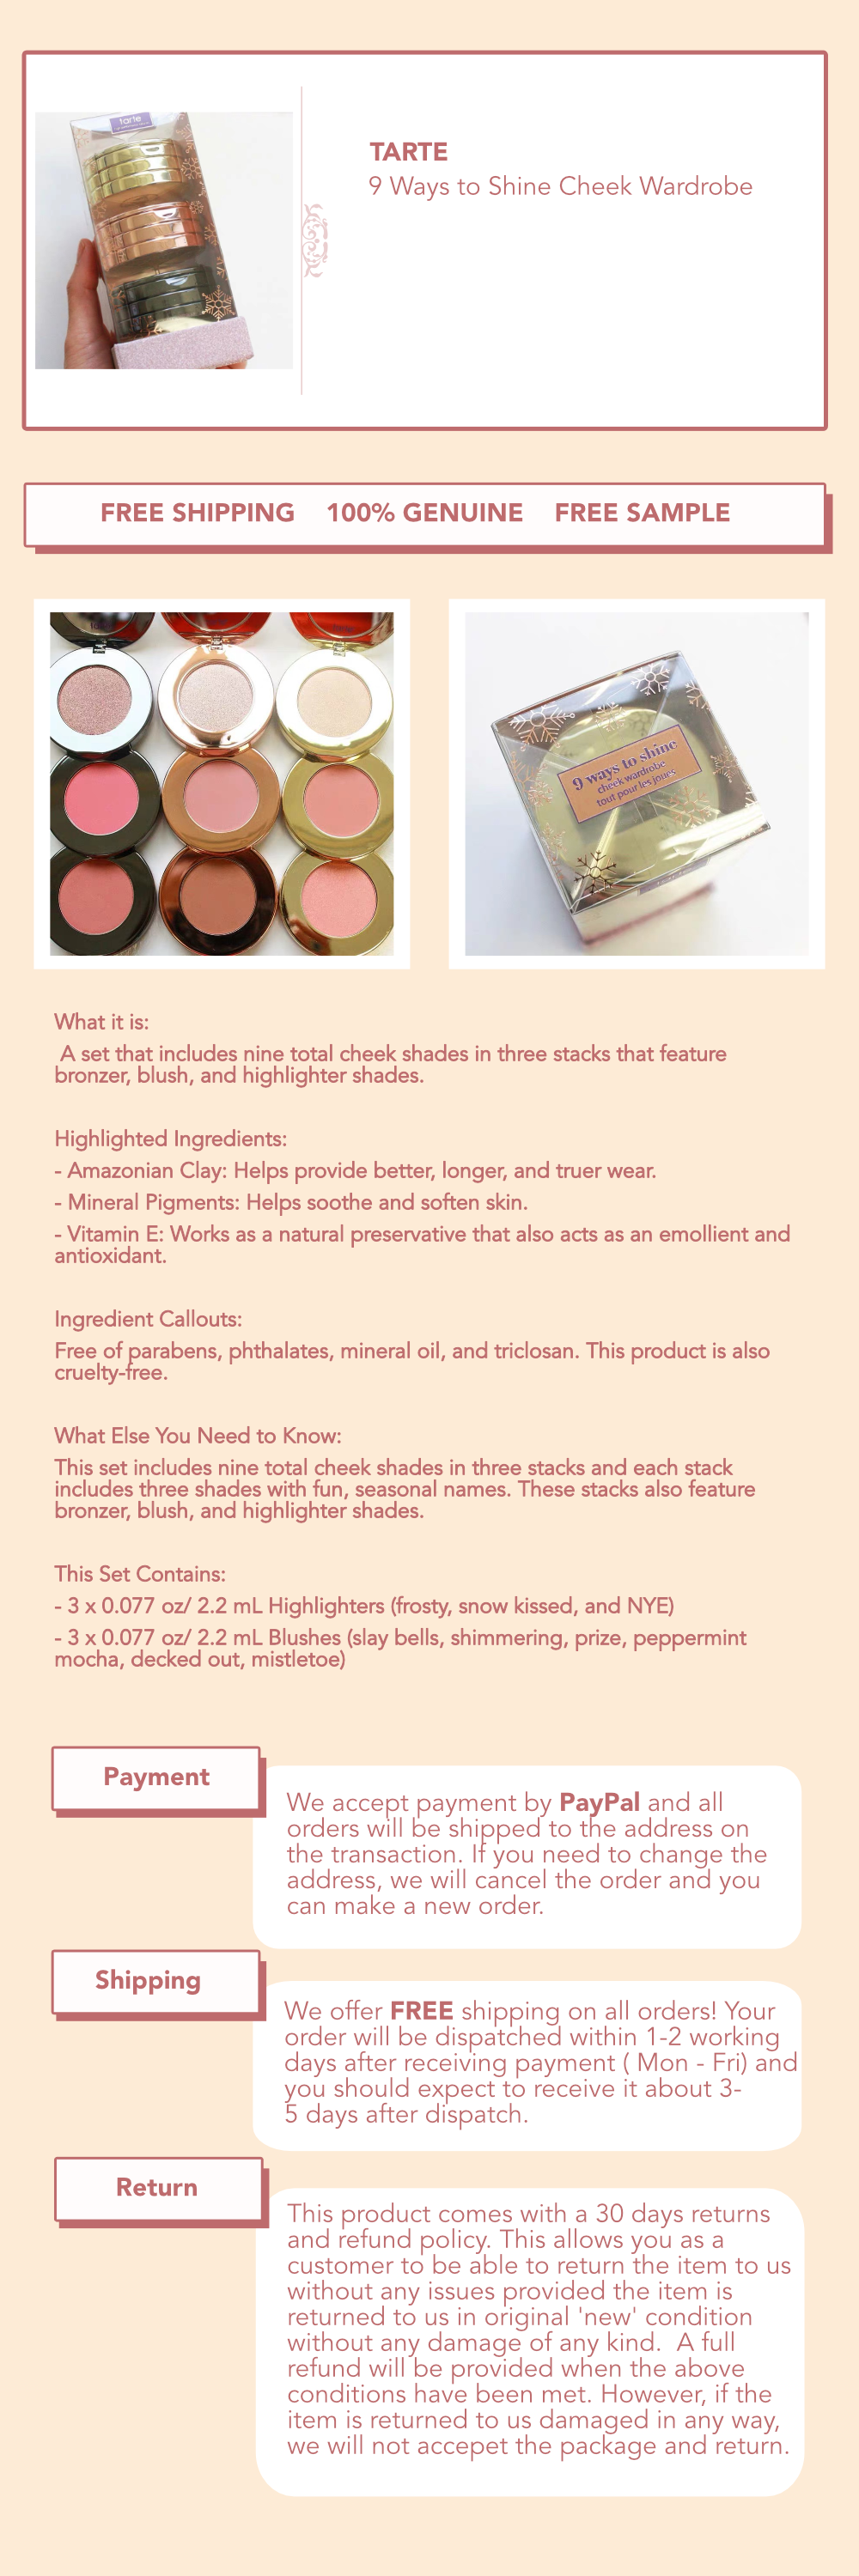 tarte
TARTE
9 Ways to Shine Cheek Wardrobe
FREE SHIPPING 100% GENUINE FREE SAMPLE
9 ways to shine
cheek wardrobe
tout pour les joues
What it is:
A set that includes nine total cheek shades in three stacks that feature
bronzer, blush, and highlighter shades.
Highlighted Ingredients:
- Amazonian Clay: Helps provide better, longer, and truer wear.
- Mineral Pigments: Helps soothe and soften skin.
- Vitamin E: Works as a natural preservative that also acts as an emollient and
antioxidant.
Ingredient Callouts:
Free of parabens, phthalates, mineral oil, and triclosan. This product is also
cruelty-free.
What Else You Need to Know:
This set includes nine total cheek shades in three stacks and each stack
includes three shades with fun, seasonal names. These stacks also feature
bronzer, blush, and highlighter shades.
This Set Contains:
- 3 x 0.077 oz/ 2.2 mL Highlighters (frosty, snow kissed, and NYE)
- 3 x 0.077 oz/ 2.2 mL Blushes (slay bells, shimmering, prize, peppermint
mocha, decked out, mistletoe)
Payment
We accept payment by PayPal and all
orders will be shipped to the address on
the transaction. If you need to change the
address, we will cancel the order and you
can make a new order.
Shipping
We offer FREE shipping on all orders! Your
order will be dispatched within 1-2 working
days after receiving payment ( Mon - Fri) and
you should expect to receive it about 3-
5 days after dispatch.
Return
This product comes with a 30 days returns
and refund policy. This allows you as a
customer to be able to return the item to us
without any issues provided the item is
returned to us in original 'new' condition
without any damage of any kind. A full
refund will be provided when the above
conditions have been met. However, if the
item is returned to us damaged in any way,
we will not accepet the package and return.